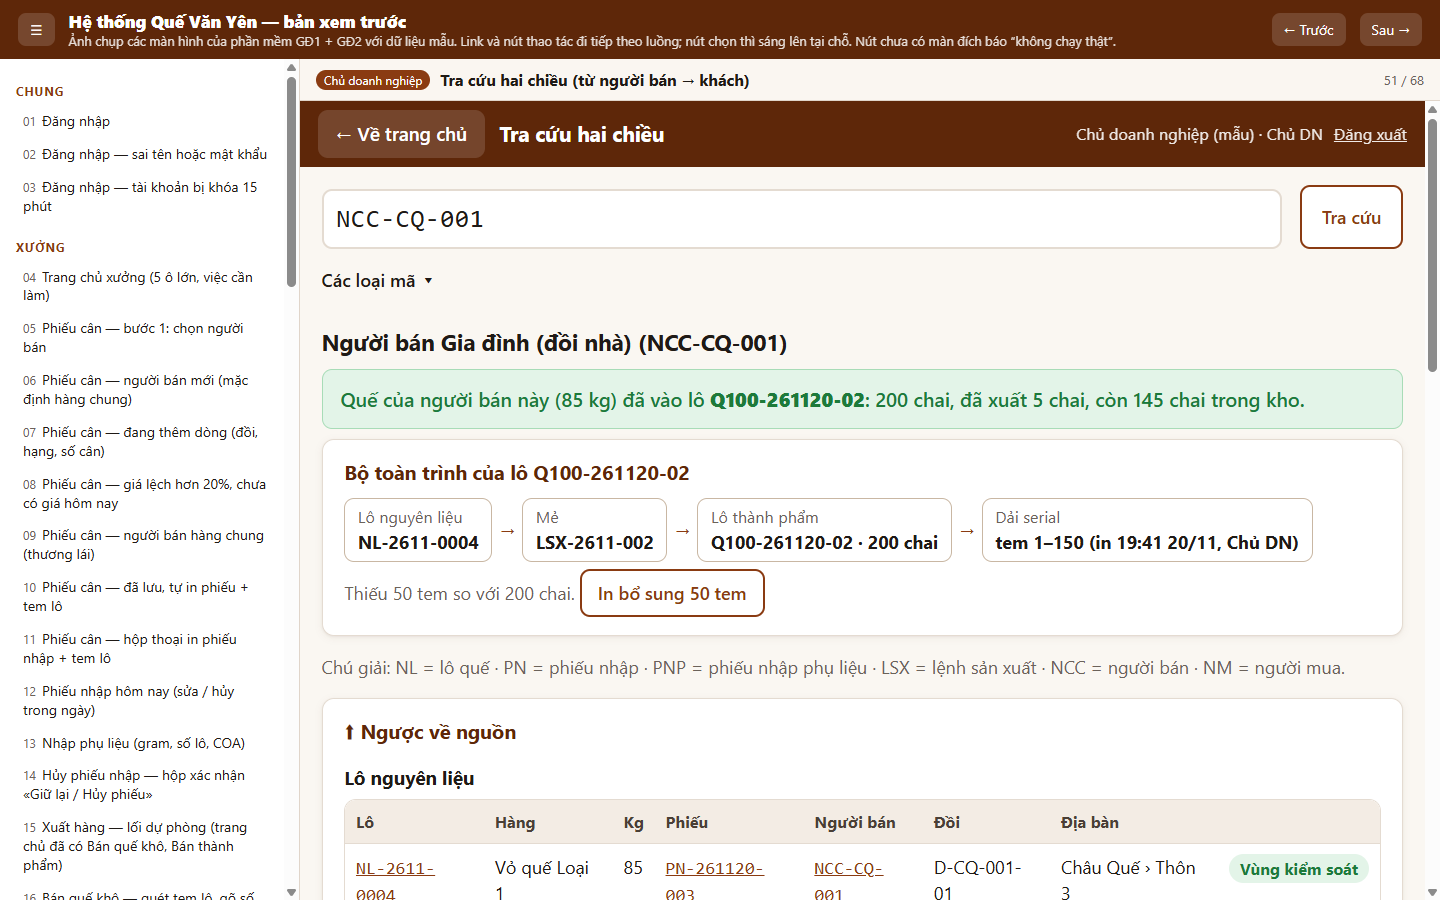 ☰
Hệ thống Quế Văn Yên — bản xem trước
Ảnh chụp các màn hình của phần mềm GĐ1 + GĐ2 với dữ liệu mẫu. Link và nút thao tác đi tiếp theo luồng; nút chọn thì sáng lên tại chỗ. Nút chưa có màn đích báo “không chạy thật”.
← Trước
Sau →
CHUNG
01 Đăng nhập
02 Đăng nhập — sai tên hoặc mật khẩu
03 Đăng nhập — tài khoản bị khóa 15
phút
XƯỞNG
04 Trang chủ xưởng (5 ô lớn, việc cần
làm)
05 Phiếu cân — bước 1: chọn người
bán
06 Phiếu cân — người bán mới (mặc
định hàng chung)
07 Phiếu cân — đang thêm dòng (đồi,
hạng, số cân)
08 Phiếu cân — giá lệch hơn 20%, chưa
có giá hôm nay
09 Phiếu cân — người bán hàng chung
(thương lái)
10 Phiếu cân — đã lưu, tự in phiếu +
tem lô
11 Phiếu cân — hộp thoại in phiếu
nhập + tem lô
12 Phiếu nhập hôm nay (sửa / hủy
trong ngày)
13 Nhập phụ liệu (gram, số lô, COA)
14 Hủy phiếu nhập — hộp xác nhận
«Giữ lại / Hủy phiếu»
15 Xuất hàng — lối dự phòng (trang
chủ đã có Bán quế khô, Bán thành
phẩm)
16 Bán quế khô — quét tem lô, gõ số
Chủ doanh nghiệp
Tra cứu hai chiều (từ người bán → khách)
51 / 68
← Về trang chủ
Tra cứu hai chiều
Chủ doanh nghiệp (mẫu) · Chủ DN Đăng xuất
NCC-CQ-001
Tra cứu
Các loại mã ▾
Người bán Gia đình (đồi nhà) (NCC-CQ-001)
Quế của người bán này (85 kg) đã vào lô Q100-261120-02: 200 chai, đã xuất 5 chai, còn 145 chai trong kho.
Bộ toàn trình của lô Q100-261120-02
Lô nguyên liệu
NL-2611-0004
→
Mẻ
LSX-2611-002
→
Lô thành phẩm
Q100-261120-02 · 200 chai
→
Dải serial
tem 1–150 (in 19:41 20/11, Chủ DN)
Thiếu 50 tem so với 200 chai.
In bổ sung 50 tem
Chú giải: NL = lô quế · PN = phiếu nhập · PNP = phiếu nhập phụ liệu · LSX = lệnh sản xuất · NCC = người bán · NM = người mua.
⬆ Ngược về nguồn
Lô nguyên liệu
Lô Hàng Kg Phiếu Người bán Đồi Địa bàn
NL-2611- Vỏ quế Loại 85 PN-261120- NCC-CQ- D-CQ-001- Châu Quế › Thôn Vùng kiểm soát
0004 1 003 001 01 3